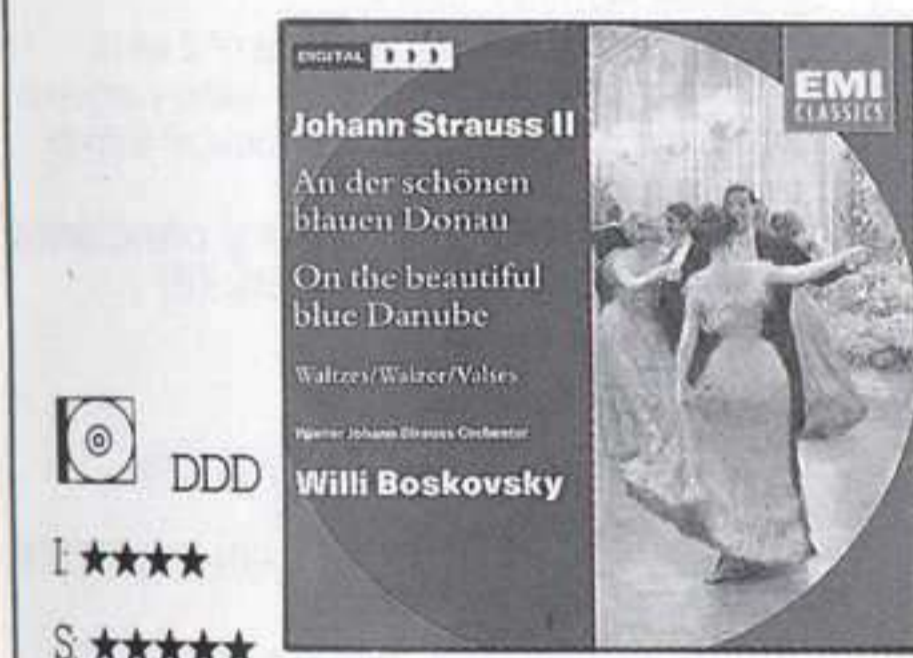 DIGITAL DDD
EMI
CLASSICS
Johann Strauss II
An der schönen
blauen Donau
On the beautiful
blue Danube
Waltzes/Walzer/Valses
Wiener Johann Strauss Orchester
Willi Boskovsky
DDD
I: ★★★★
S: ★★★★★